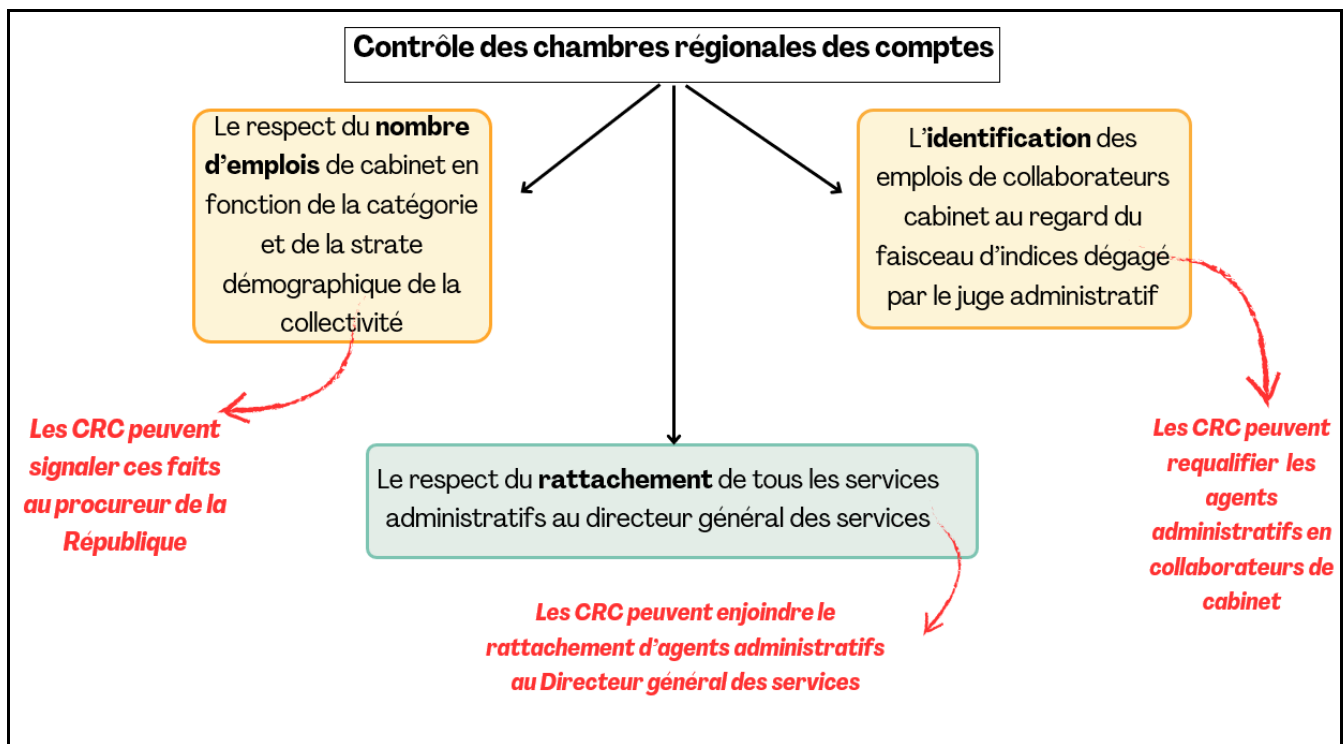 Contrôle des chambres régionales des comptes
Le respect du nombre
d'emplois de cabinet en
fonction de la catégorie
et de la strate
démographique de la
collectivité
L'identification des
emplois de collaborateurs
cabinet au regard du
faisceau d'indices dégagé
par le juge administratif
Les CRC peuvent
signaler ces faits
au procureur de la
République
Le respect du rattachement de tous les services
administratifs au directeur général des services
Les CRC peuvent
requalifier les
agents
administratifs en
collaborateurs de
cabinet
Les CRC peuvent enjoindre le
rattachement d'agents administratifs
au Directeur général des services